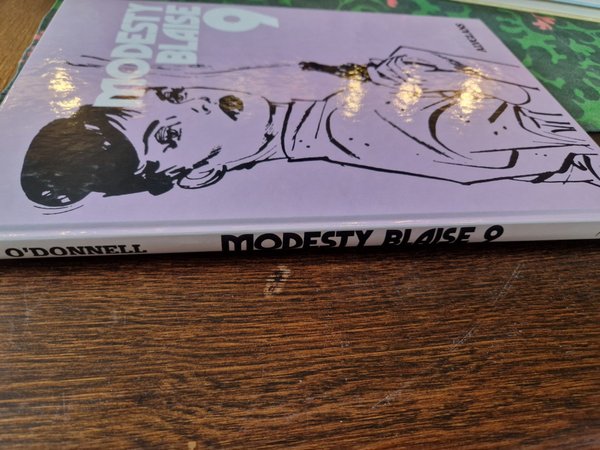 MODESTY
BLAISE
9
O'DONNELL
MODESTY BLAISE 9